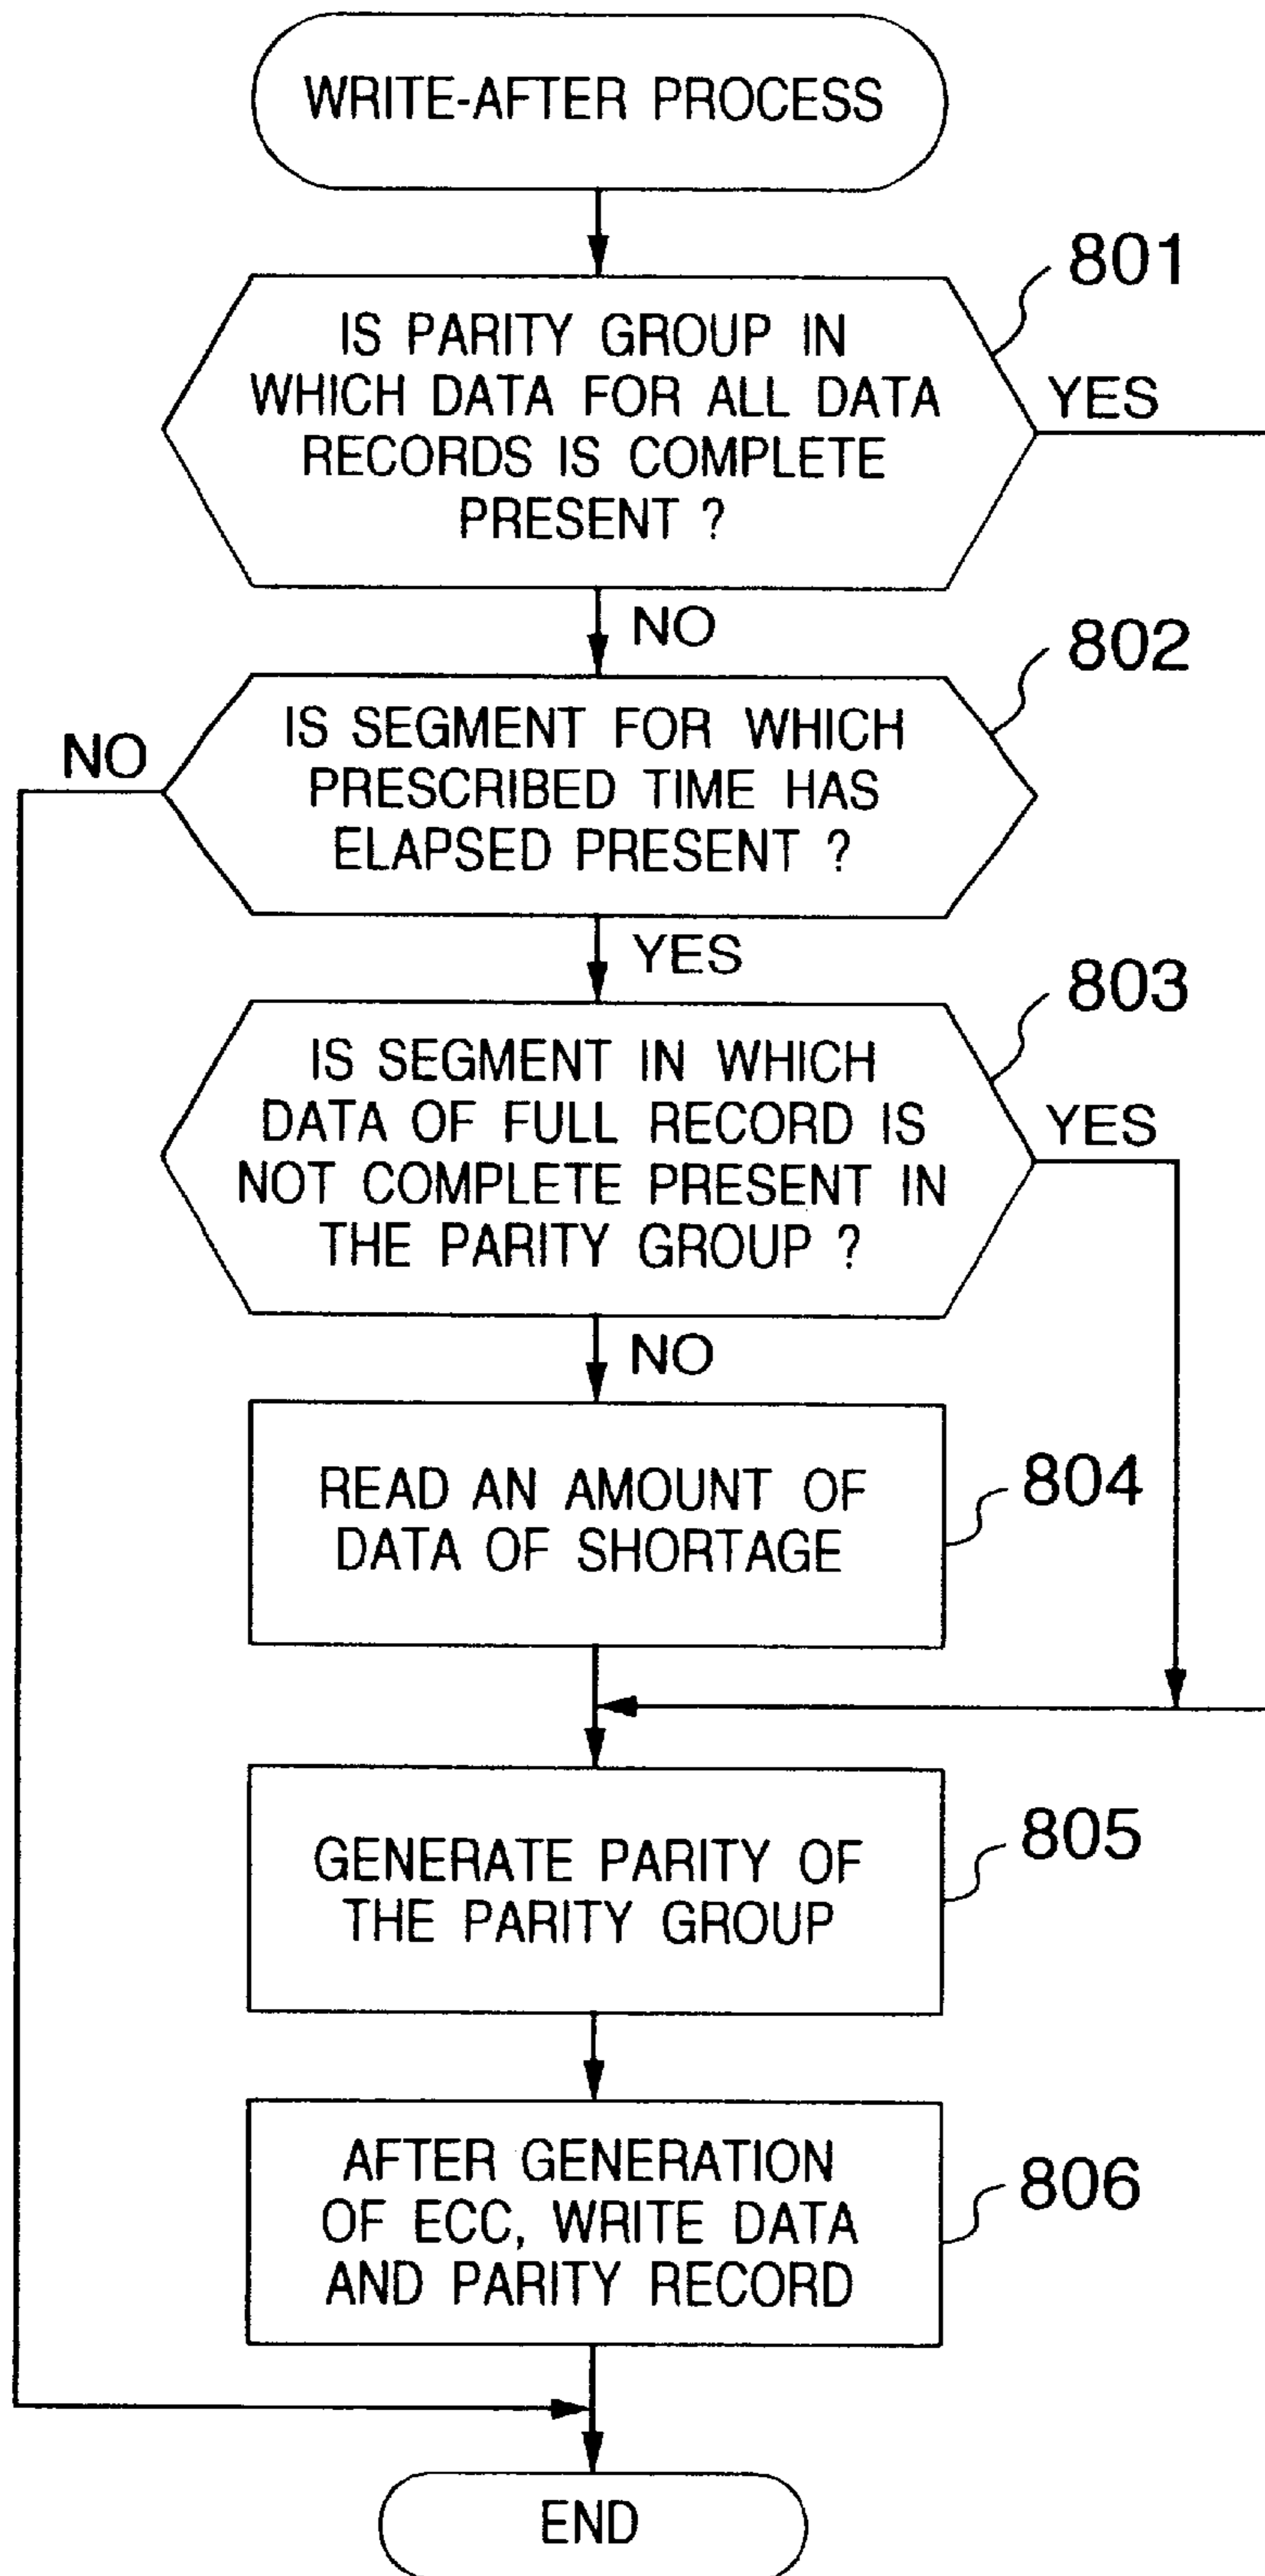 WRITE-AFTER PROCESS
801
IS PARITY GROUP IN
WHICH DATA FOR ALL DATA
RECORDS IS COMPLETE
PRESENT ?
YES
NO
802
IS SEGMENT FOR WHICH
PRESCRIBED TIME HAS
ELAPSED PRESENT ?
NO
YES
803
IS SEGMENT IN WHICH
DATA OF FULL RECORD IS
NOT COMPLETE PRESENT IN
THE PARITY GROUP ?
YES
NO
READ AN AMOUNT OF
DATA OF SHORTAGE
804
GENERATE PARITY OF
THE PARITY GROUP
805
AFTER GENERATION
OF ECC, WRITE DATA
AND PARITY RECORD
806
END